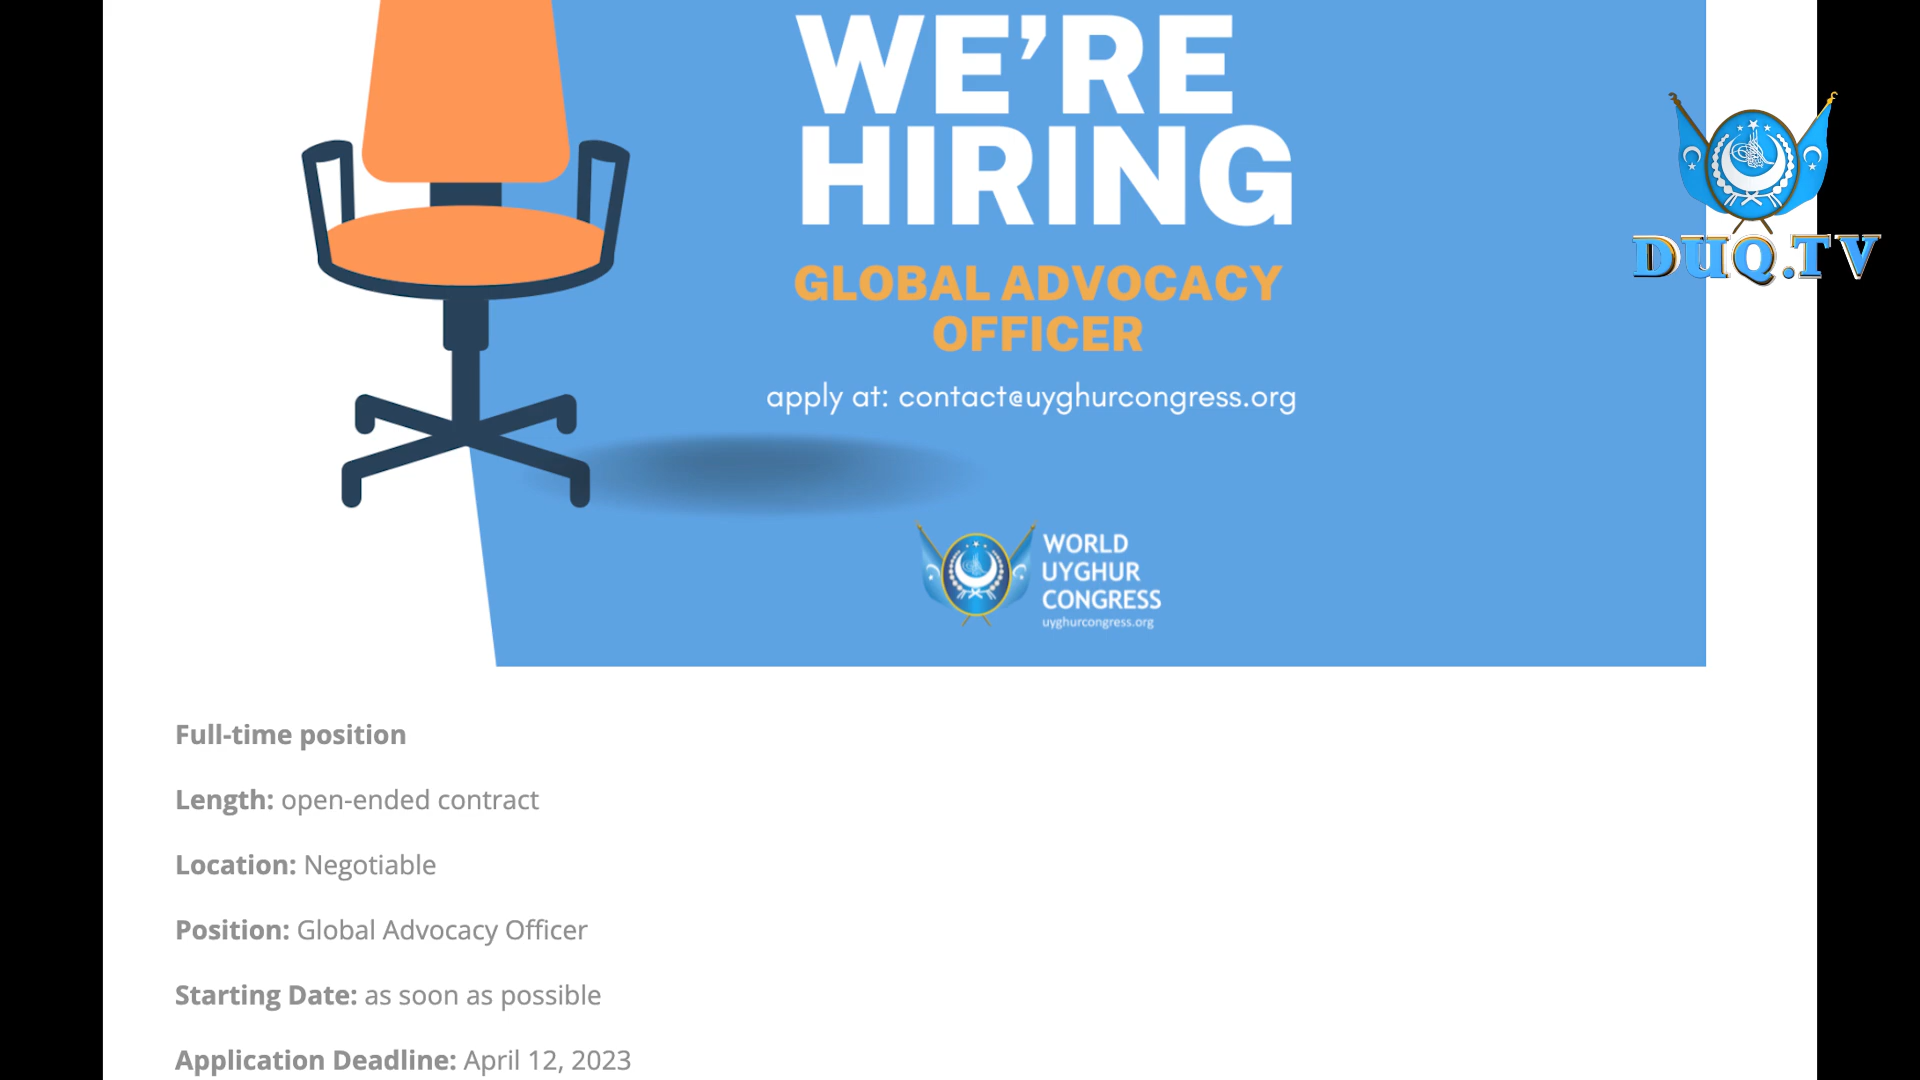 WE'RE
HIRING
GLOBAL ADVOCACY
OFFICER
apply at: contact@uyghurcongress.org
WORLD
UYGHUR
CONGRESS
uyghurcongress.org
DUQ.TV
Full-time position
Length: open-ended contract
Location: Negotiable
Position: Global Advocacy Officer
Starting Date: as soon as possible
Application Deadline: April 12, 2023